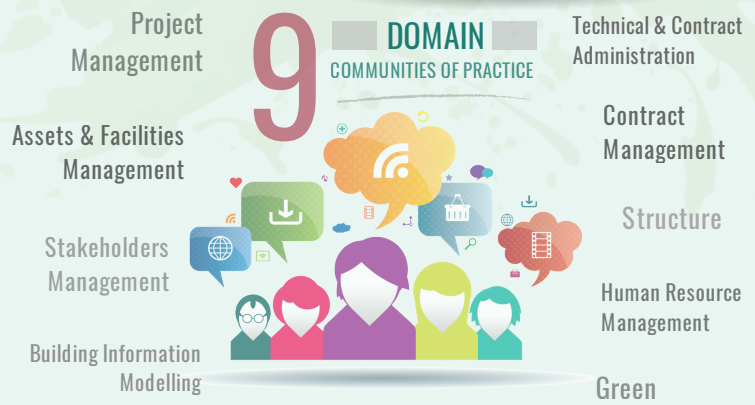 9
DOMAIN
COMMUNITIES OF PRACTICE
Project
Management
Assets & Facilities
Management
Stakeholders
Management
Building Information
Modelling
Technical & Contract
Administration
Contract
Management
Structure
Human Resource
Management
Green